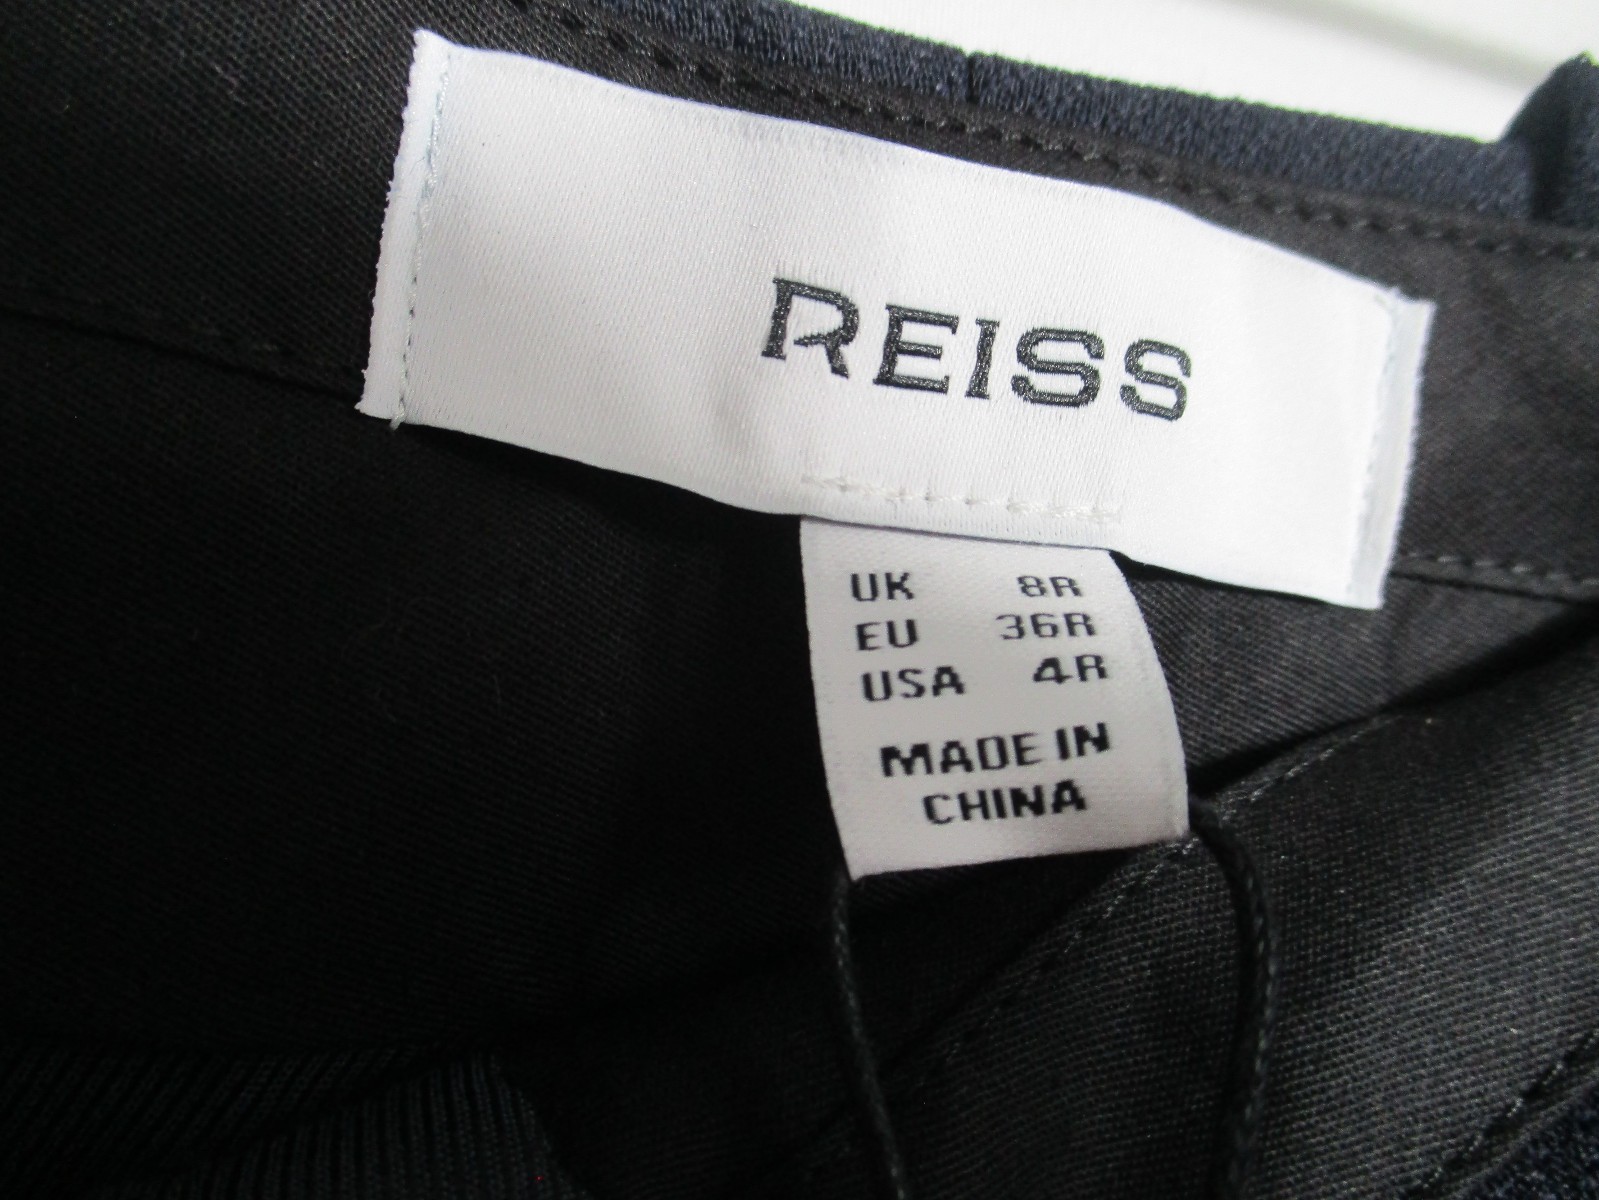 REISS
UK 8R
EU 36R
USA 4R
MADE IN
CHINA